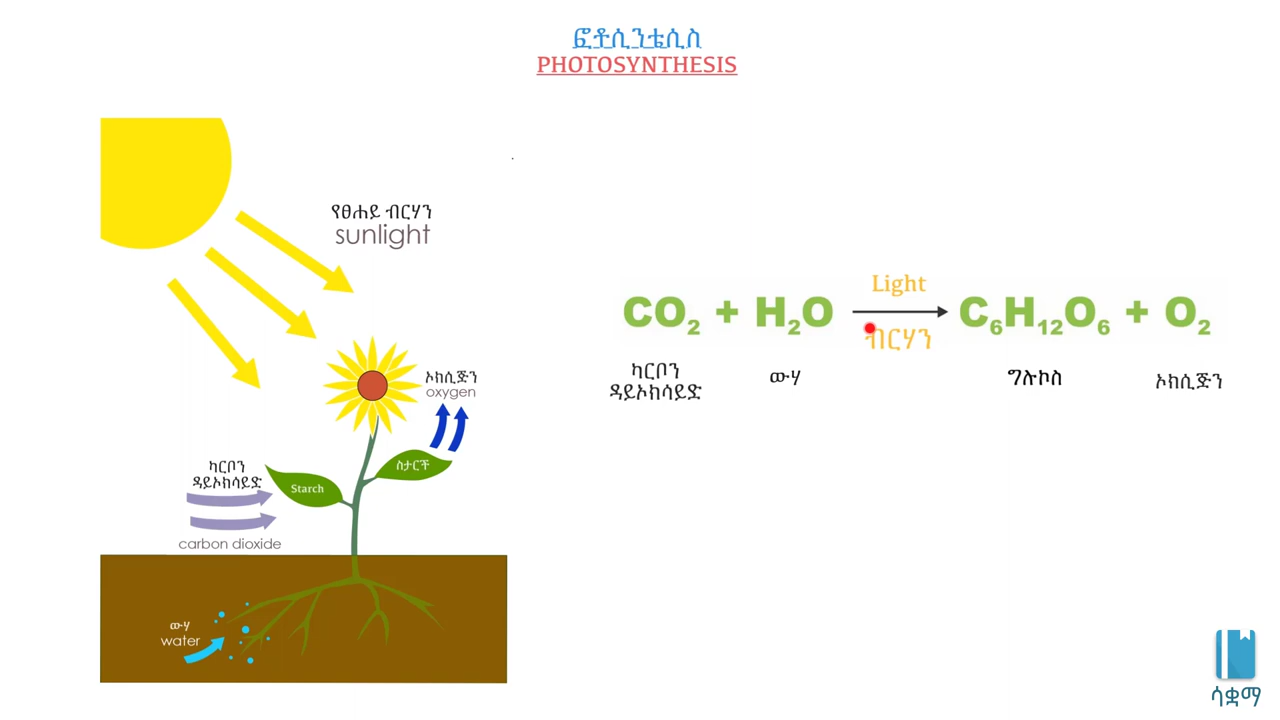 ፎቶሲንቴሲስ
PHOTOSYNTHESIS
የፀሐይ ብርሃን
sunlight
ኦክሲጅን
oxygen
ካርቦን
ዳይኦክሳይድ
Starch
ስታርች
carbon dioxide
ውሃ
water
Light
CO2 + H2O → C6H12O6 + O2
ብርሃን
ካርቦን
ዳይኦክሳይድ
ውሃ
ግሉኮስ
ኦክሲጅን
ሳቋማ